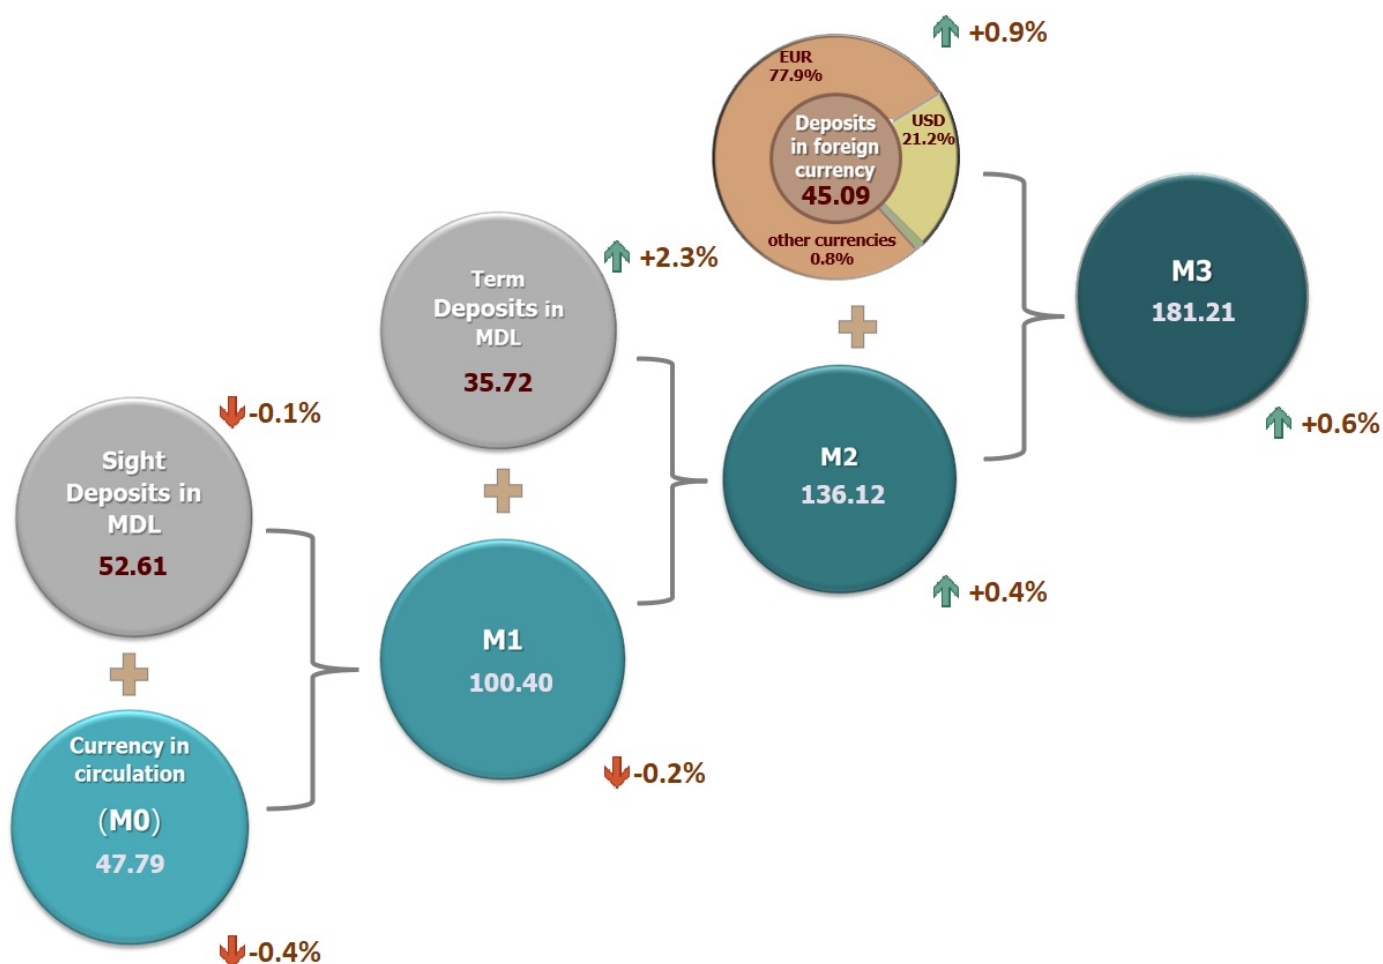 +0.9%
EUR
77.9%
USD
21.2%
Deposits
in foreign
currency
45.09
other currencies
0.8%
M3
181.21
+0.6%
Term
Deposits in
MDL
35.72
+2.3%
M2
136.12
+0.4%
Sight
Deposits in
MDL
52.61
-0.1%
M1
100.40
-0.2%
Currency in
circulation
(M0)
47.79
-0.4%